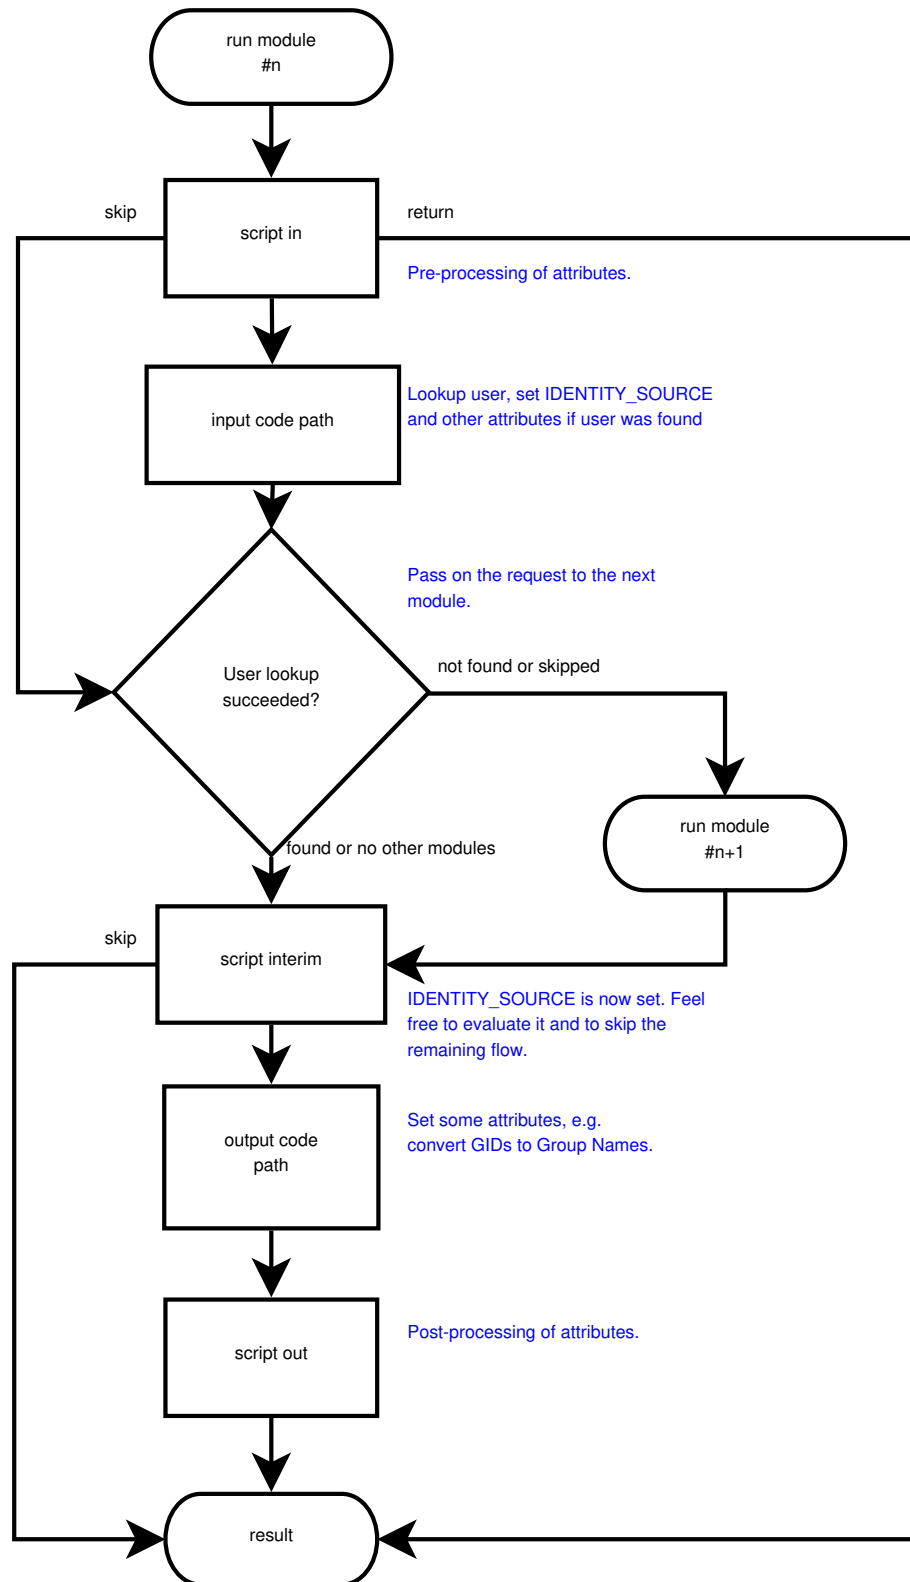 run module
#n
skip
return
script in
Pre-processing of attributes.
Lookup user, set IDENTITY_SOURCE
and other attributes if user was found
input code path
Pass on the request to the next
module.
User lookup
succeeded?
not found or skipped
run module
#n+1
found or no other modules
skip
script interim
IDENTITY_SOURCE is now set. Feel
free to evaluate it and to skip the
remaining flow.
Set some attributes, e.g.
convert GIDs to Group Names.
output code
path
Post-processing of attributes.
script out
result